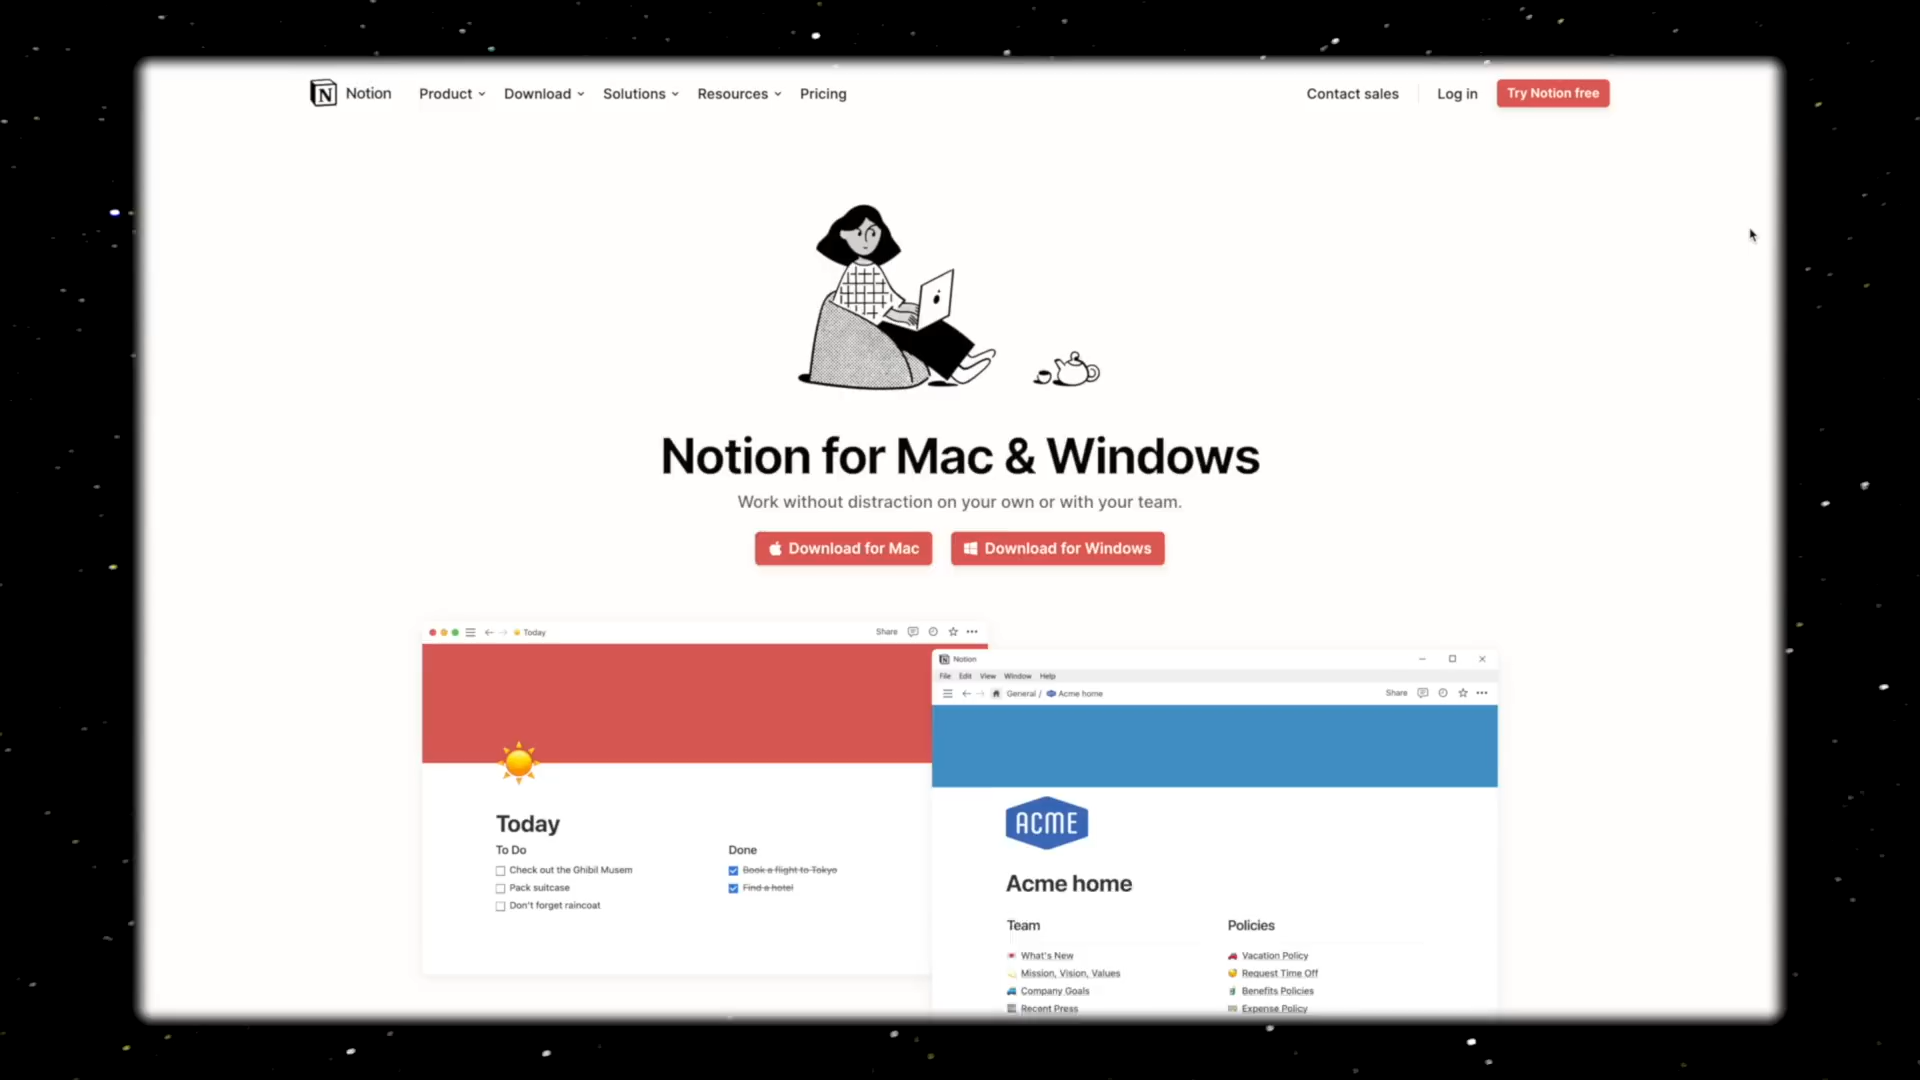 Notion Product Download Solutions Resources Pricing Contact sales Log in Try Notion free
Notion for Mac & Windows
Work without distraction on your own or with your team.
Download for Mac Download for Windows
Today Share
Today
To Do
Check out the Ghibil Musem
Pack suitcase
Don't forget raincoat
Done
Book a flight to Tokyo
Find a hotel
Notion
File Edit View Window Help
General / Acme home Share
ACME
Acme home
Team
What's New
Mission, Vision, Values
Company Goals
Recent Press
Policies
Vacation Policy
Request Time Off
Benefits Policies
Expense Policy